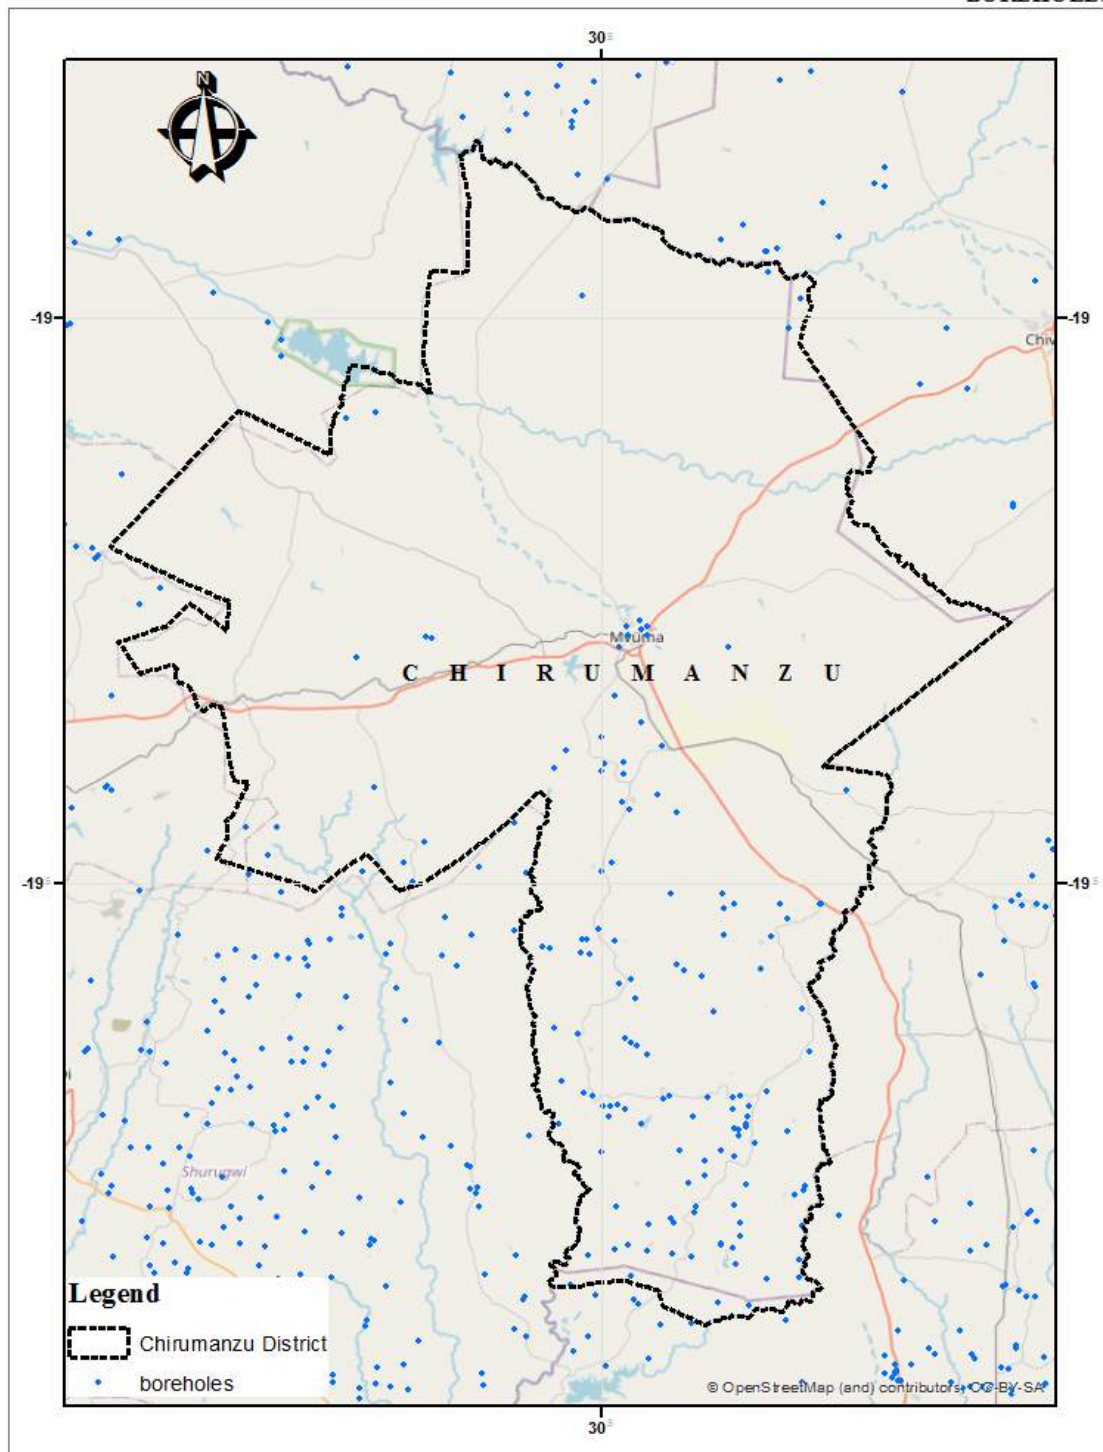 30
N
-19
-19
Chiv
Mvuma
C H I R U M A N Z U
-19
-19
Shurugwi
Legend
Chirumanzu District
boreholes
© OpenStreetMap (and) contributors, CC-BY-SA
30